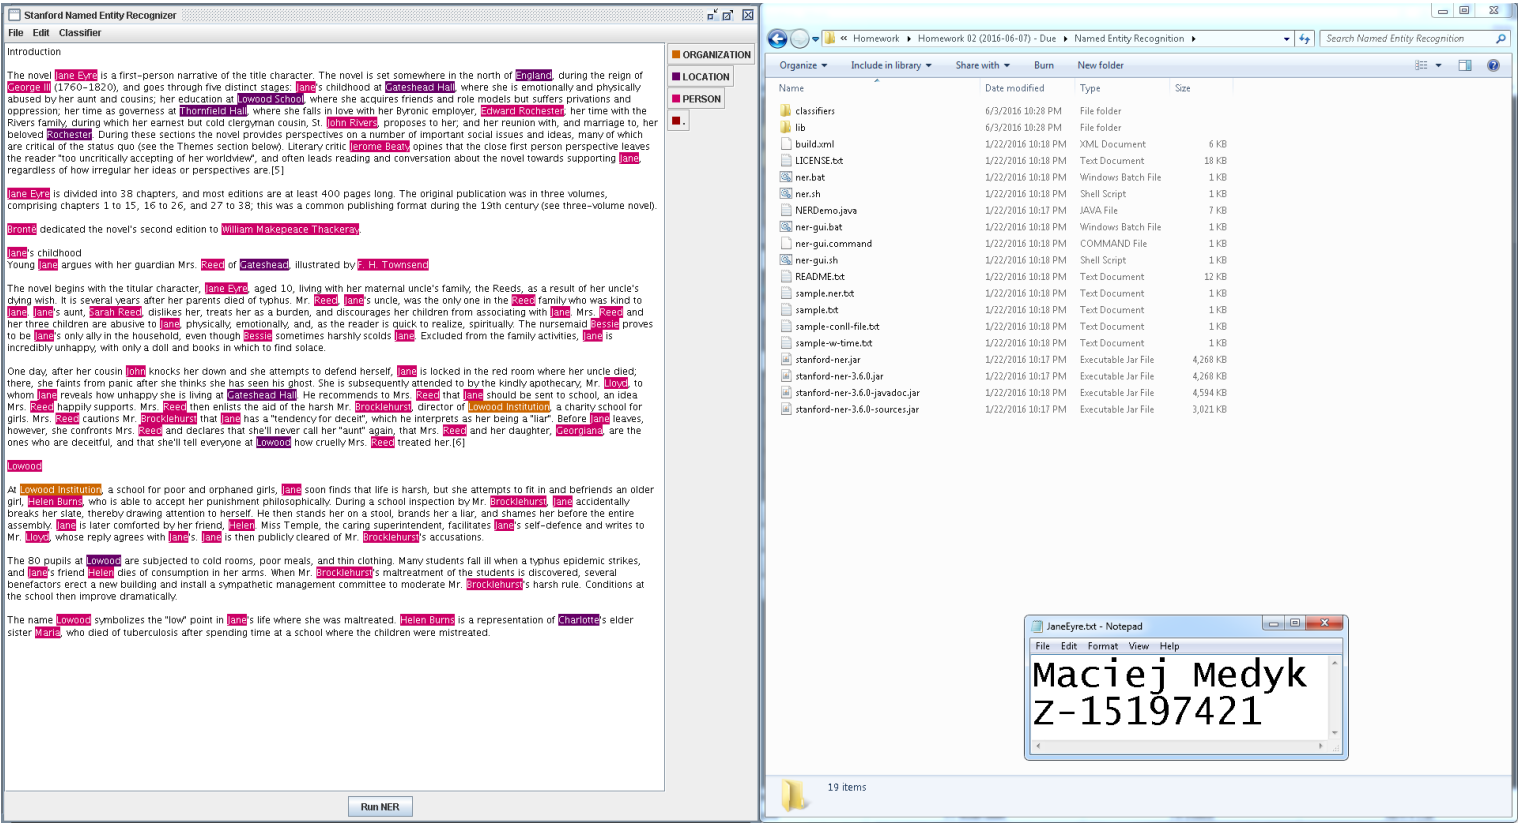 Stanford Named Entity Recognizer
File Edit Classifier
Introduction
The novel Jane Eyre is a first-person narrative of the title character. The novel is set somewhere in the north of England, during the reign of
George III (1760-1820), and goes through five distinct stages: Jane's childhood at Gateshead Hall, where she is emotionally and physically
abused by her aunt and cousins; her education at Lowood School, where she acquires friends and role models but suffers privations and
oppression; her time as governess at Thornfield Hall, where she falls in love with her Byronic employer, Edward Rochester, her time with the
Rivers family, during which her earnest but cold clergyman cousin, St. John Rivers, proposes to her; and her reunion with, and marriage to, her
beloved Rochester. During these sections the novel provides perspectives on a number of important social issues and ideas, many of which
are critical of the status quo (see the Themes section below). Literary critic Jerome Beaty opines that the close first person perspective leaves
the reader "too uncritically accepting of her worldview", and often leads reading and conversation about the novel towards supporting Jane,
regardless of how irregular her ideas or perspectives are.[5]
Jane Eyre is divided into 38 chapters, and most editions are at least 400 pages long. The original publication was in three volumes,
comprising chapters 1 to 15, 16 to 26, and 27 to 38; this was a common publishing format during the 19th century (see three-volume novel).
Brontë dedicated the novel's second edition to William Makepeace Thackeray.
Jane's childhood
Young Jane argues with her guardian Mrs. Reed of Gateshead, illustrated by F. H. Townsend
The novel begins with the titular character, Jane Eyre, aged 10, living with her maternal uncle's family, the Reeds, as a result of her uncle's
dying wish. It is several years after her parents died of typhus. Mr. Reed, Jane's uncle, was the only one in the Reed family who was kind to
Jane. Jane's aunt, Sarah Reed, dislikes her, treats her as a burden, and discourages her children from associating with Jane. Mrs. Reed and
her three children are abusive to Jane, physically, emotionally, and, as the reader is quick to realize, spiritually. The nursemaid Bessie proves
to be Jane's only ally in the household, even though Bessie sometimes harshly scolds Jane. Excluded from the family activities, Jane is
incredibly unhappy, with only a doll and books in which to find solace.
One day, after her cousin John knocks her down and she attempts to defend herself, Jane is locked in the red room where her uncle died;
there, she faints from panic after she thinks she has seen his ghost. She is subsequently attended to by the kindly apothecary, Mr. Lloyd, to
whom Jane reveals how unhappy she is living at Gateshead Hall. He recommends to Mrs. Reed that Jane should be sent to school, an idea
Mrs. Reed happily supports. Mrs. Reed then enlists the aid of the harsh Mr. Brocklehurst, director of Lowood Institution, a charity school for
girls. Mrs. Reed cautions Mr. Brocklehurst that Jane has a "tendency for deceit", which he interprets as her being a "liar". Before Jane leaves,
however, she confronts Mrs. Reed and declares that she'll never call her "aunt" again, that Mrs. Reed and her daughter, Georgiana, are the
ones who are deceitful, and that she'll tell everyone at Lowood how cruelly Mrs. Reed treated her.[6]
Lowood
At Lowood Institution, a school for poor and orphaned girls, Jane soon finds that life is harsh, but she attempts to fit in and befriends an older
girl, Helen Burns, who is able to accept her punishment philosophically. During a school inspection by Mr. Brocklehurst, Jane accidentally
breaks her slate, thereby drawing attention to herself. He then stands her on a stool, brands her a liar, and shames her before the entire
assembly. Jane is later comforted by her friend, Helen. Miss Temple, the caring superintendent, facilitates Jane's self-defence and writes to
Mr. Lloyd, whose reply agrees with Jane's. Jane is then publicly cleared of Mr. Brocklehurst's accusations.
The 80 pupils at Lowood are subjected to cold rooms, poor meals, and thin clothing. Many students fall ill when a typhus epidemic strikes,
and Jane's friend Helen dies of consumption in her arms. When Mr. Brocklehurst's maltreatment of the students is discovered, several
benefactors erect a new building and install a sympathetic management committee to moderate Mr. Brocklehurst's harsh rule. Conditions at
the school then improve dramatically.
The name Lowood symbolizes the "low" point in Jane's life where she was maltreated. Helen Burns is a representation of Charlotte's elder
sister Maria, who died of tuberculosis after spending time at a school where the children were mistreated.
Run NER
ORGANIZATION
LOCATION
PERSON
.
« Homework ▸ Homework 02 (2016-06-07) - Due ▸ Named Entity Recognition ▸
Search Named Entity Recognition
Organize Include in library Share with Burn New folder
Name Date modified Type Size
classifiers 6/3/2016 10:28 PM File folder
lib 6/3/2016 10:28 PM File folder
build.xml 1/22/2016 10:18 PM XML Document 6 KB
LICENSE.txt 1/22/2016 10:18 PM Text Document 18 KB
ner.bat 1/22/2016 10:18 PM Windows Batch File 1 KB
ner.sh 1/22/2016 10:18 PM Shell Script 1 KB
NERDemo.java 1/22/2016 10:17 PM JAVA File 7 KB
ner-gui.bat 1/22/2016 10:18 PM Windows Batch File 1 KB
ner-gui.command 1/22/2016 10:18 PM COMMAND File 1 KB
ner-gui.sh 1/22/2016 10:18 PM Shell Script 1 KB
README.txt 1/22/2016 10:18 PM Text Document 12 KB
sample.ner.txt 1/22/2016 10:18 PM Text Document 1 KB
sample.txt 1/22/2016 10:18 PM Text Document 1 KB
sample-conll-file.txt 1/22/2016 10:18 PM Text Document 1 KB
sample-w-time.txt 1/22/2016 10:18 PM Text Document 1 KB
stanford-ner.jar 1/22/2016 10:17 PM Executable Jar File 4,268 KB
stanford-ner-3.6.0.jar 1/22/2016 10:17 PM Executable Jar File 4,268 KB
stanford-ner-3.6.0-javadoc.jar 1/22/2016 10:18 PM Executable Jar File 4,594 KB
stanford-ner-3.6.0-sources.jar 1/22/2016 10:17 PM Executable Jar File 3,021 KB
JaneEyre.txt - Notepad
File Edit Format View Help
Maciej Medyk
Z-15197421
19 items